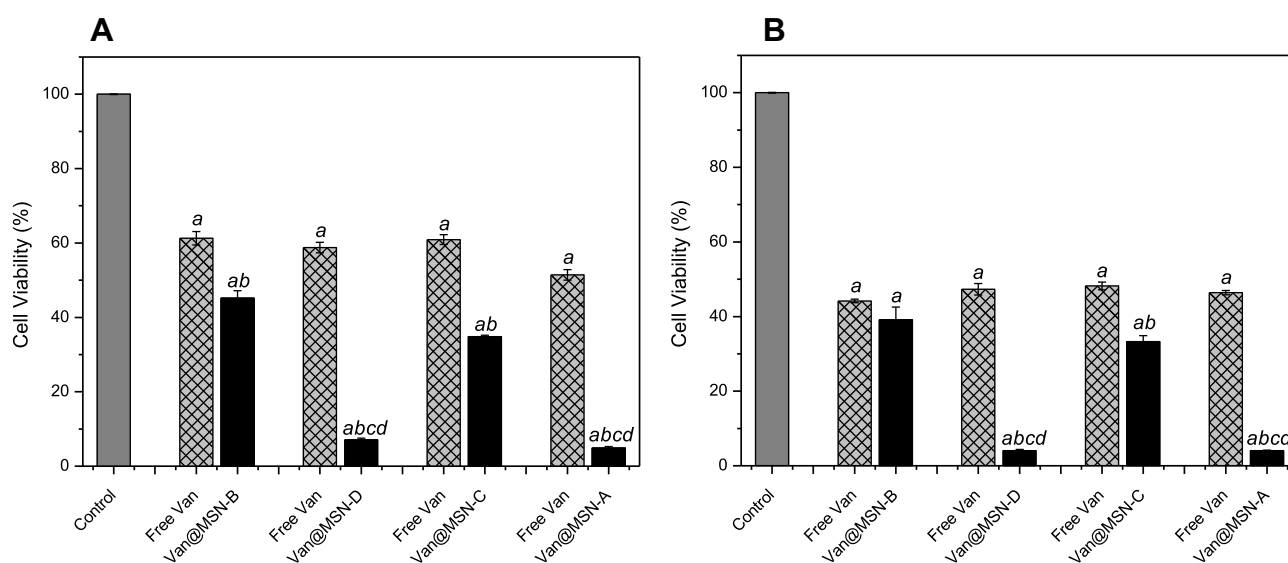 A
Cell Viability (%)
100
80
60
40
20
0
a
ab
a
abcd
a
ab
a
abcd
Control
Free Van
Van@MSN-B
Free Van
Van@MSN-D
Free Van
Van@MSN-C
Free Van
Van@MSN-A
B
Cell Viability (%)
100
80
60
40
20
0
a
a
a
abcd
a
ab
a
abcd
Control
Free Van
Van@MSN-B
Free Van
Van@MSN-D
Free Van
Van@MSN-C
Free Van
Van@MSN-A